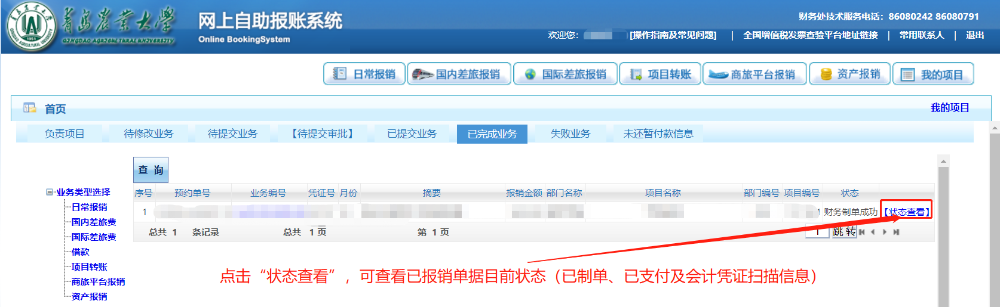 青岛农业大学
QINGDAO AGRICULTURAL UNIVERSITY
1951
网上自助报账系统
Online BookingSystem
财务处技术服务电话：86080242 86080791
欢迎您： [操作指南及常见问题] | 全国增值税发票查验平台地址链接 | 常用联系人 | 退出
日常报销 国内差旅报销 国际差旅报销 项目转账 商旅平台报销 资产报销 我的项目
首页 我的项目
负责项目 待修改业务 待提交业务 【待提交审批】 已提交业务 已完成业务 失败业务 未还暂付款信息
查 询
业务类型选择
日常报销
国内差旅费
国际差旅费
借款
项目转账
商旅平台报销
资产报销
序号 预约单号 业务编号 凭证号 月份 摘要 报销金额 部门名称 项目名称 部门编号 项目编号 状态
1 财务制单成功 【状态查看】
总共 1 条记录 总共 1 页 第 1 页 1 跳 转
点击“状态查看”，可查看已报销单据目前状态（已制单、已支付及会计凭证扫描信息）